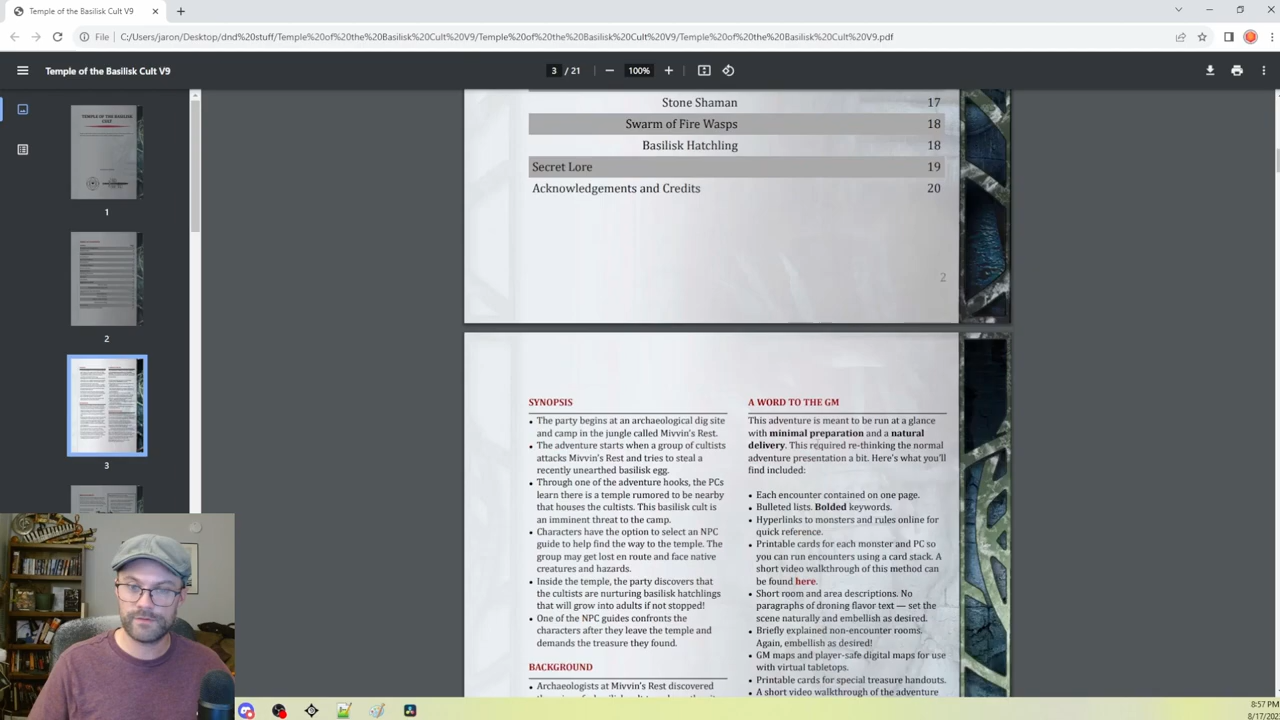 Temple of the Basilisk Cult V9
File
C:/Users/jaron/Desktop/dnd%20stuff/Temple%20of%20the%20Basilisk%20Cult%20V9/Temple%20of%20the%20Basilisk%20Cult%20V9/Temple%20of%20the%20Basilisk%20Cult%20V9.pdf
Temple of the Basilisk Cult V9
3 / 21
100%
TEMPLE OF THE BASILISK
CULT
1
2
3
Stone Shaman 17
Swarm of Fire Wasps 18
Basilisk Hatchling 18
Secret Lore 19
Acknowledgements and Credits 20
2
SYNOPSIS
• The party begins at an archaeological dig site
and camp in the jungle called Mivvin's Rest.
• The adventure starts when a group of cultists
attacks Mivvin's Rest and tries to steal a
recently unearthed basilisk egg.
• Through one of the adventure hooks, the PCs
learn there is a temple rumored to be nearby
that houses the cultists. This basilisk cult is
an imminent threat to the camp.
• Characters have the option to select an NPC
guide to help find the way to the temple. The
group may get lost en route and face native
creatures and hazards.
• Inside the temple, the party discovers that
the cultists are nurturing basilisk hatchlings
that will grow into adults if not stopped!
• One of the NPC guides confronts the
characters after they leave the temple and
demands the treasure they found.
BACKGROUND
• Archaeologists at Mivvin's Rest discovered
A WORD TO THE GM
This adventure is meant to be run at a glance
with minimal preparation and a natural
delivery. This required re-thinking the normal
adventure presentation a bit. Here's what you'll
find included:
• Each encounter contained on one page.
• Bulleted lists. Bolded keywords.
• Hyperlinks to monsters and rules online for
quick reference.
• Printable cards for each monster and PC so
you can run encounters using a card stack. A
short video walkthrough of this method can
be found here.
• Short room and area descriptions. No
paragraphs of droning flavor text — set the
scene naturally and embellish as desired.
• Briefly explained non-encounter rooms.
Again, embellish as desired!
• GM maps and player-safe digital maps for use
with virtual tabletops.
• Printable cards for special treasure handouts.
• A short video walkthrough of the adventure
8:57 PM
8/17/202